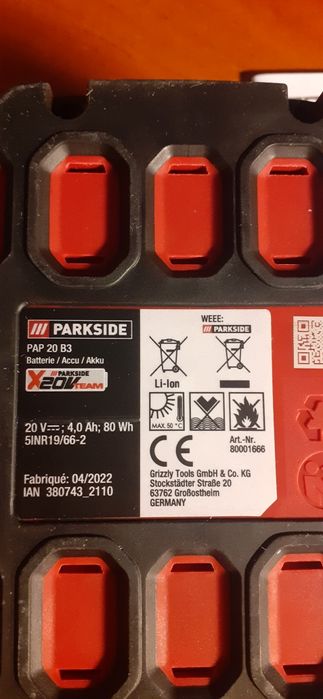 /// PARKSIDE
PAP 20 B3
Batterie / Accu / Akku
/// PARKSIDE
X20V TEAM
20 V⎓; 4,0 Ah; 80 Wh
5INR19/66-2
Fabriqué: 04/2022
IAN 380743_2110
WEEE:
/// PARKSIDE
Li-Ion
MAX. 50 °C
CE
Art.-Nr.
80001666
Grizzly Tools GmbH & Co. KG
Stockstädter Straße 20
63762 Großostheim
GERMANY